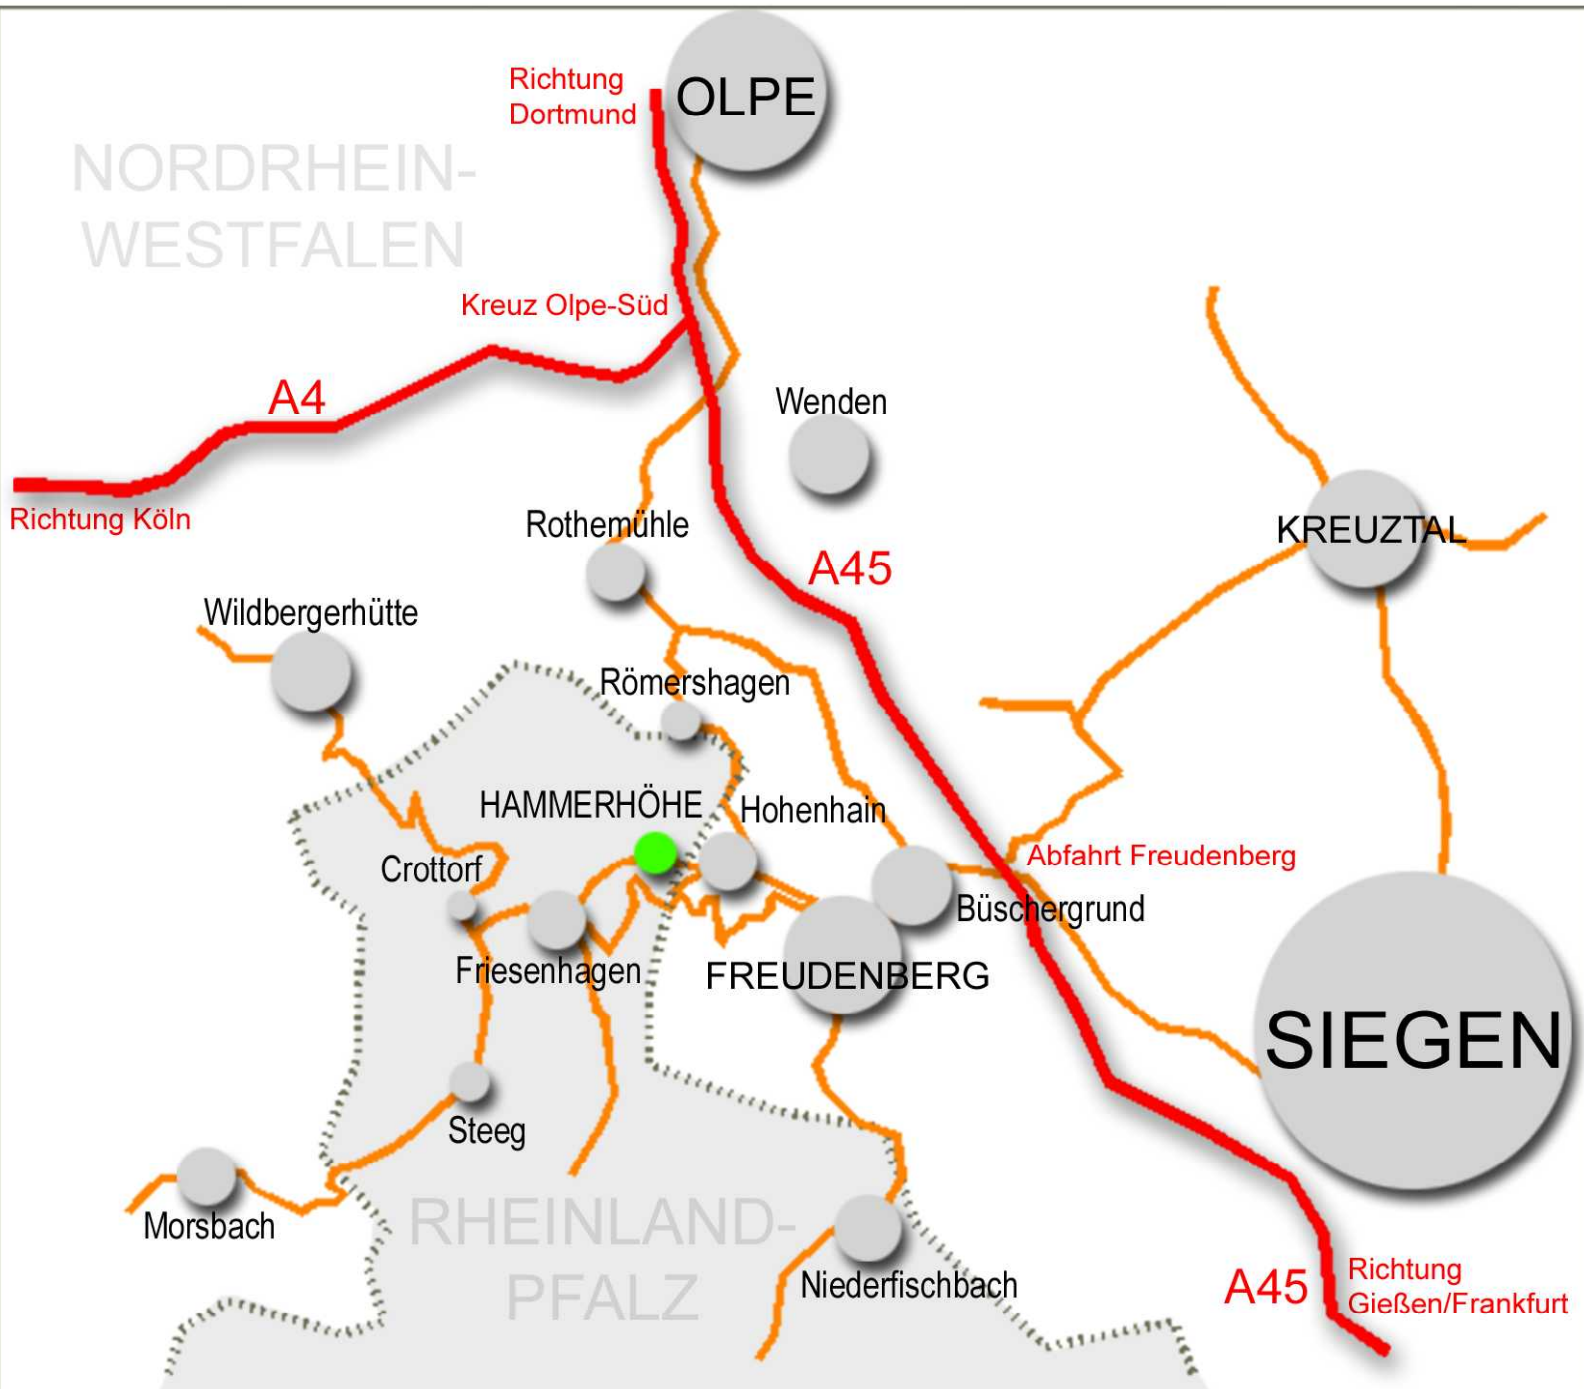 OLPE
Richtung
Dortmund
NORDRHEIN-
WESTFALEN
Kreuz Olpe-Süd
A4
Wenden
Richtung Köln
Rothemühle
KREUZTAL
A45
Wildbergerhütte
Römershagen
HAMMERHÖHE
Hohenhain
Abfahrt Freudenberg
Crottorf
Büschergrund
Friesenhagen
FREUDENBERG
SIEGEN
Steeg
RHEINLAND-
PFALZ
Morsbach
Niederfischbach
A45
Richtung
Gießen/Frankfurt